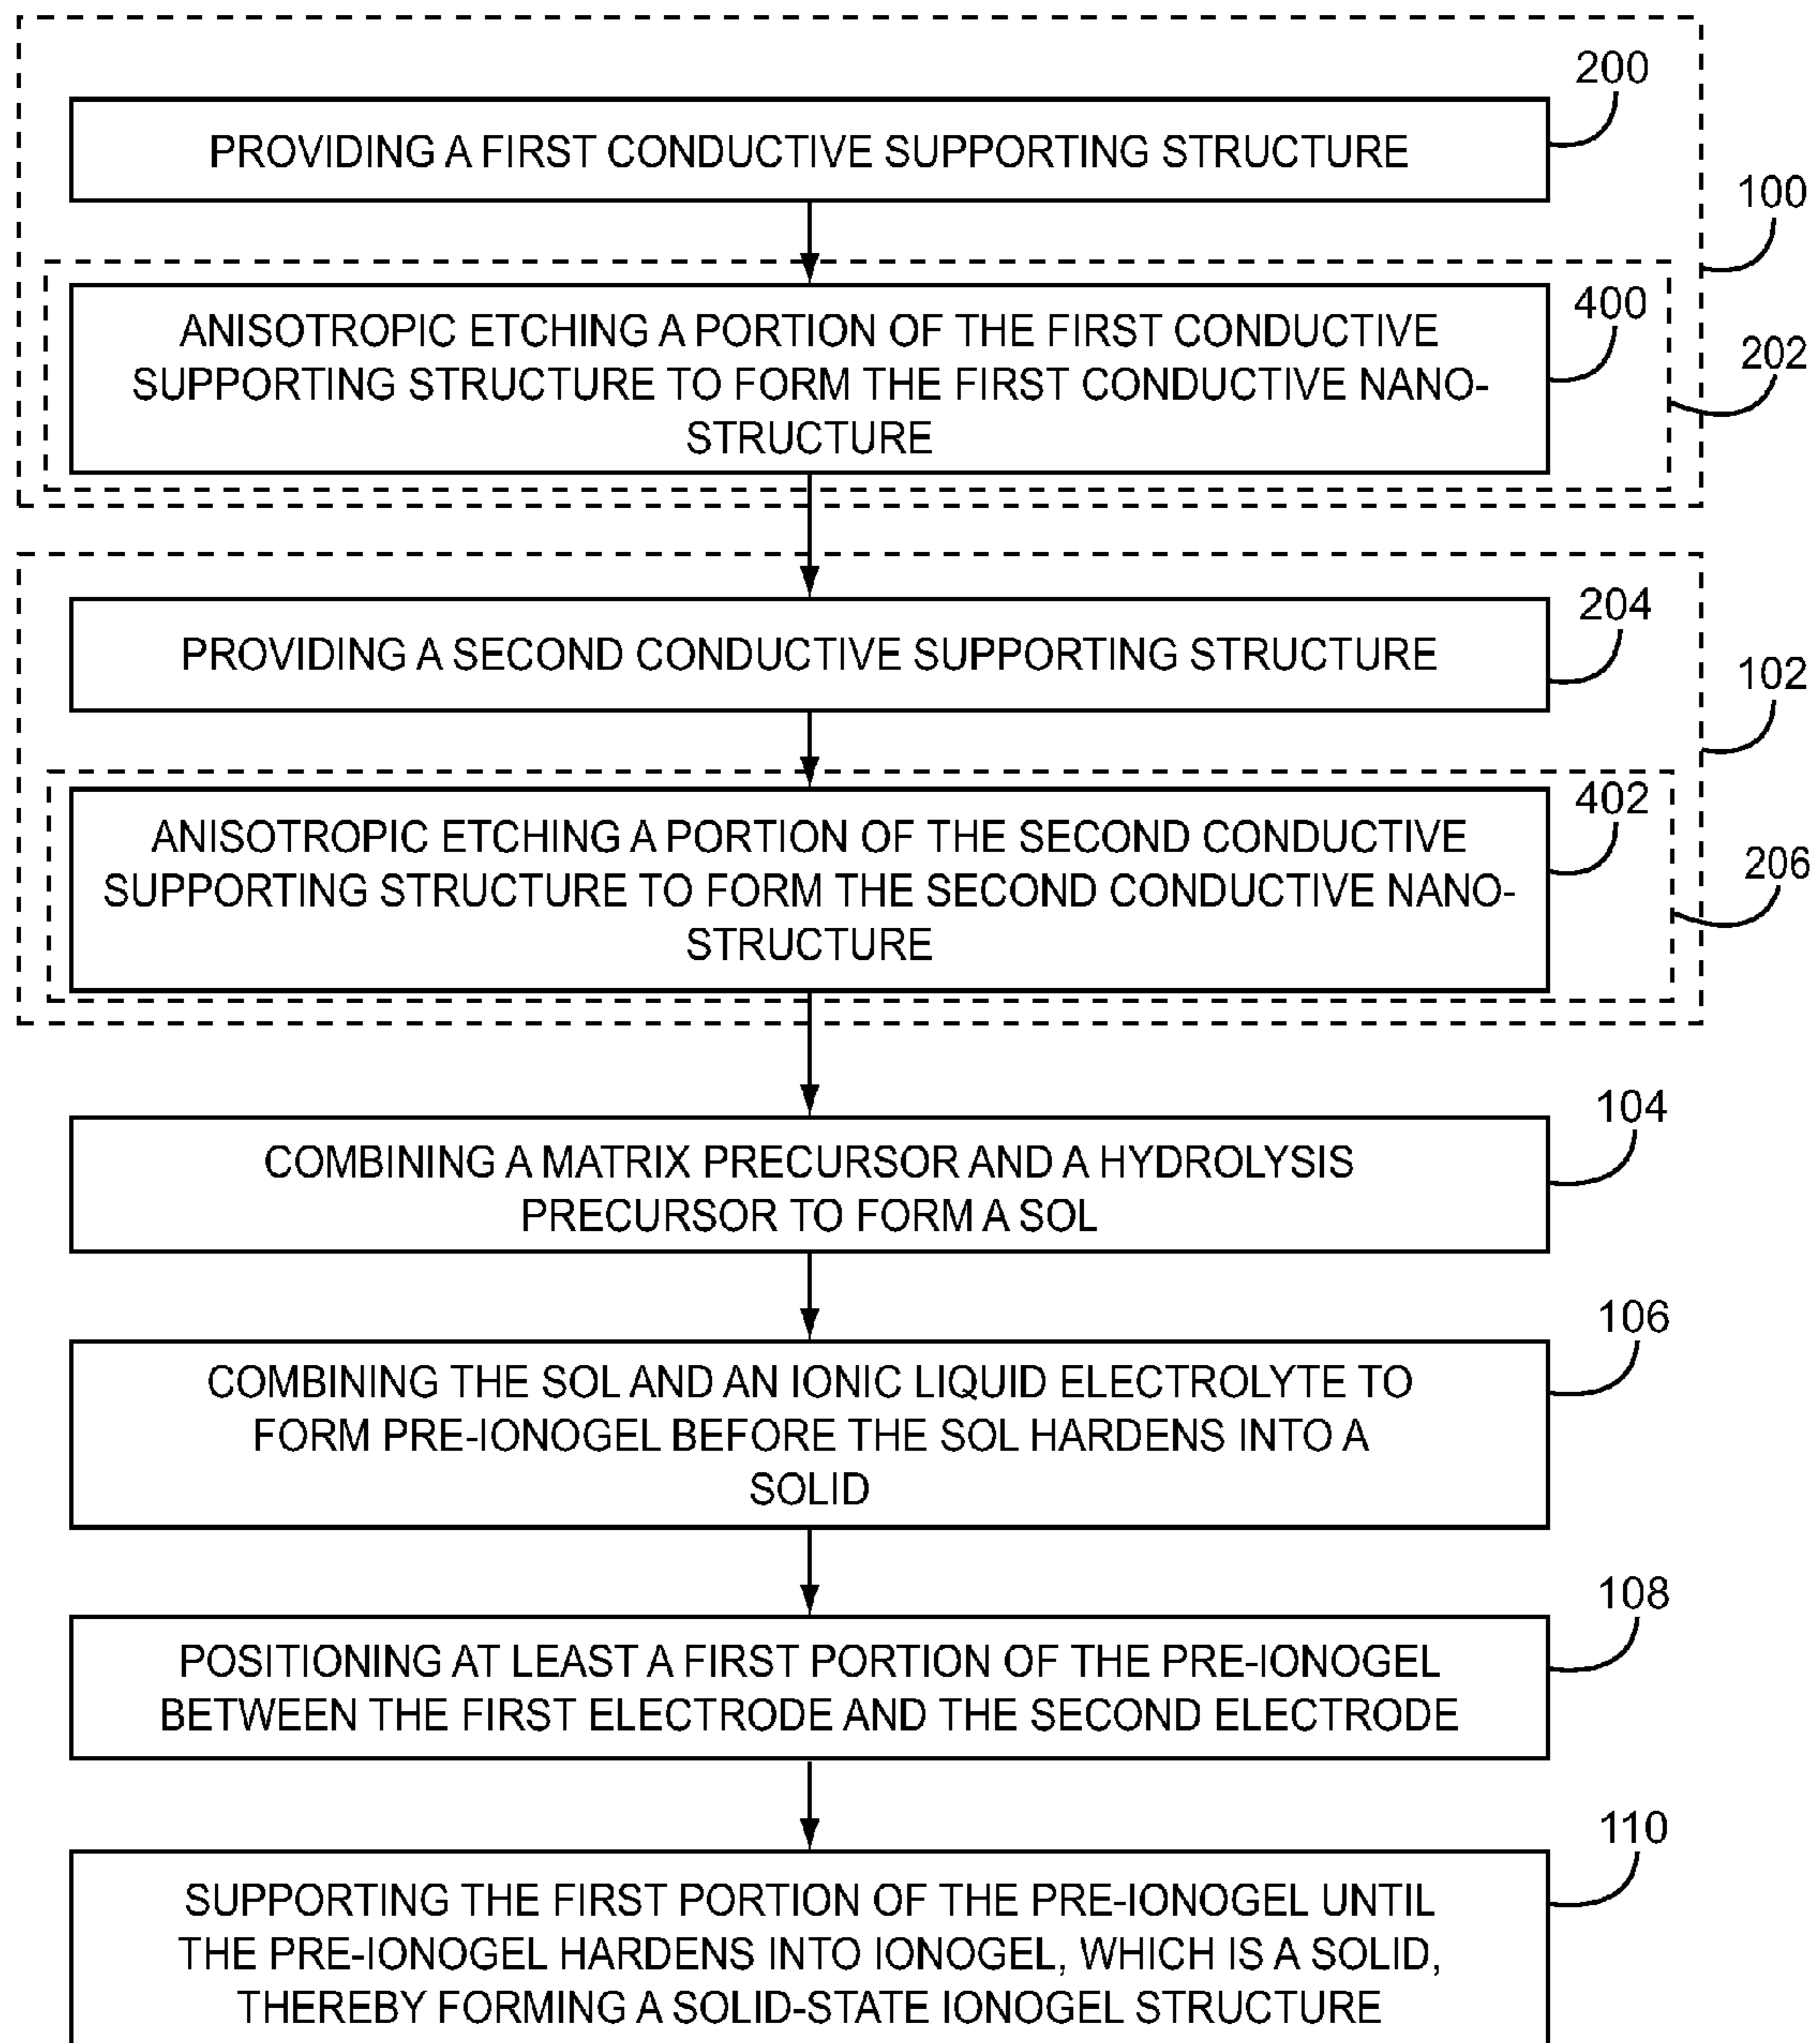 200
PROVIDING A FIRST CONDUCTIVE SUPPORTING STRUCTURE
100
400
ANISOTROPIC ETCHING A PORTION OF THE FIRST CONDUCTIVE
SUPPORTING STRUCTURE TO FORM THE FIRST CONDUCTIVE NANO-
STRUCTURE
202
204
PROVIDING A SECOND CONDUCTIVE SUPPORTING STRUCTURE
102
402
ANISOTROPIC ETCHING A PORTION OF THE SECOND CONDUCTIVE
SUPPORTING STRUCTURE TO FORM THE SECOND CONDUCTIVE NANO-
STRUCTURE
206
104
COMBINING A MATRIX PRECURSOR AND A HYDROLYSIS
PRECURSOR TO FORM A SOL
106
COMBINING THE SOL AND AN IONIC LIQUID ELECTROLYTE TO
FORM PRE-IONOGEL BEFORE THE SOL HARDENS INTO A
SOLID
108
POSITIONING AT LEAST A FIRST PORTION OF THE PRE-IONOGEL
BETWEEN THE FIRST ELECTRODE AND THE SECOND ELECTRODE
110
SUPPORTING THE FIRST PORTION OF THE PRE-IONOGEL UNTIL
THE PRE-IONOGEL HARDENS INTO IONOGEL, WHICH IS A SOLID,
THEREBY FORMING A SOLID-STATE IONOGEL STRUCTURE